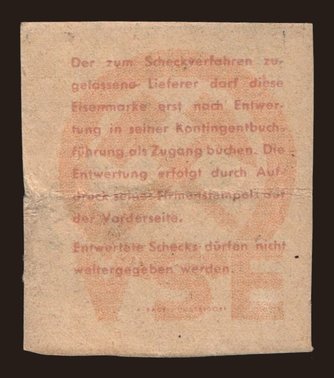 Der zum Scheckverfahren zu-
gelassene Lieferer darf diese
Eisenmarke erst nach Entwer-
tung in seiner Kontingentbuch-
führung als Zugang buchen. Die
Entwertung erfolgt durch Auf-
druck seines Firmenstempels auf
der Vorderseite.
Entwertete Schecks dürfen nicht
weitergegeben werden.